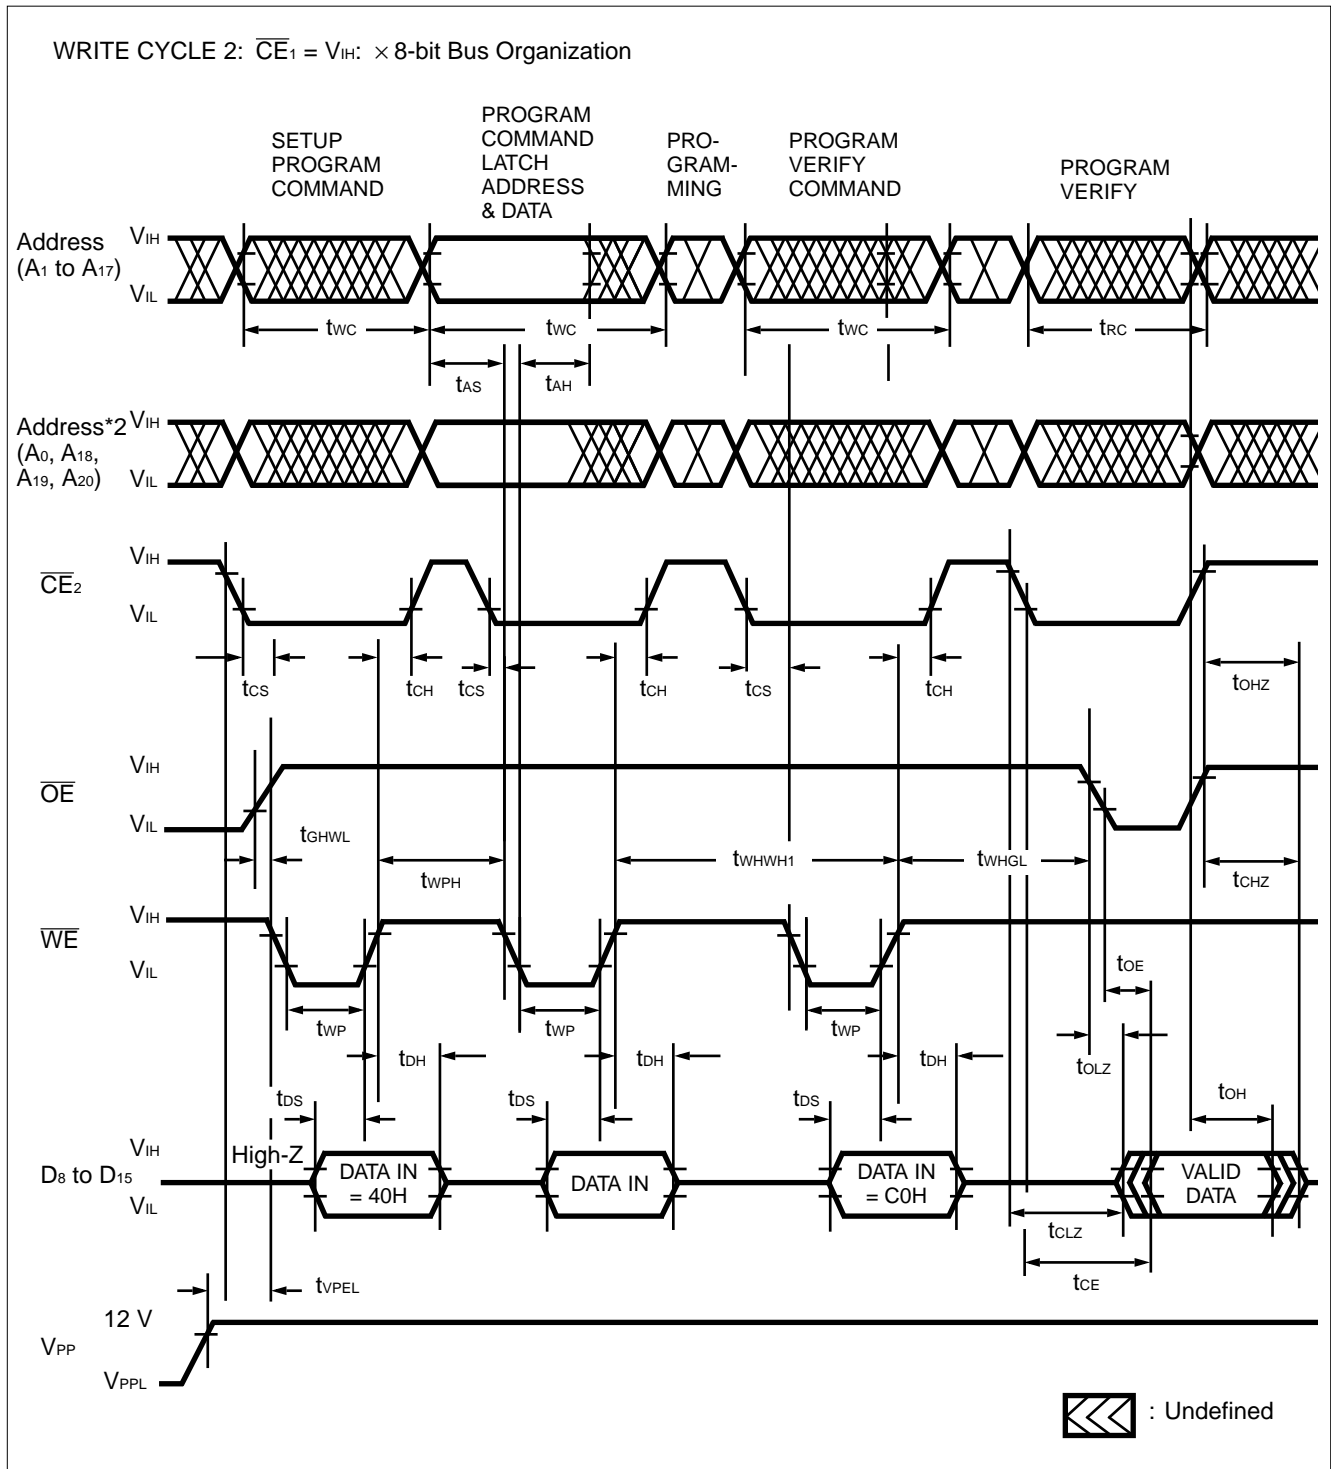 WRITE CYCLE 2: CE1 = VIH: × 8-bit Bus Organization
SETUP
PROGRAM
COMMAND
PROGRAM
COMMAND
LATCH
ADDRESS
& DATA
PRO-
GRAM-
MING
PROGRAM
VERIFY
COMMAND
PROGRAM
VERIFY
Address
(A1 to A17)
VIH
VIL
tWC
tWC
tWC
tRC
tAS
tAH
Address*2
(A0, A18,
A19, A20)
VIH
VIL
CE2
VIH
VIL
tCS
tCH
tCS
tCH
tCS
tCH
tOHZ
OE
VIH
VIL
tGHWL
tWPH
tWHWH1
tWHGL
tCHZ
WE
VIH
VIL
tWP
tWP
tWP
tOE
tDH
tDH
tDH
tOLZ
tDS
tDS
tDS
tOH
D8 to D15
VIH
VIL
High-Z
DATA IN
= 40H
DATA IN
DATA IN
= C0H
VALID
DATA
tCLZ
tCE
tVPEL
VPP
12 V
VPPL
: Undefined